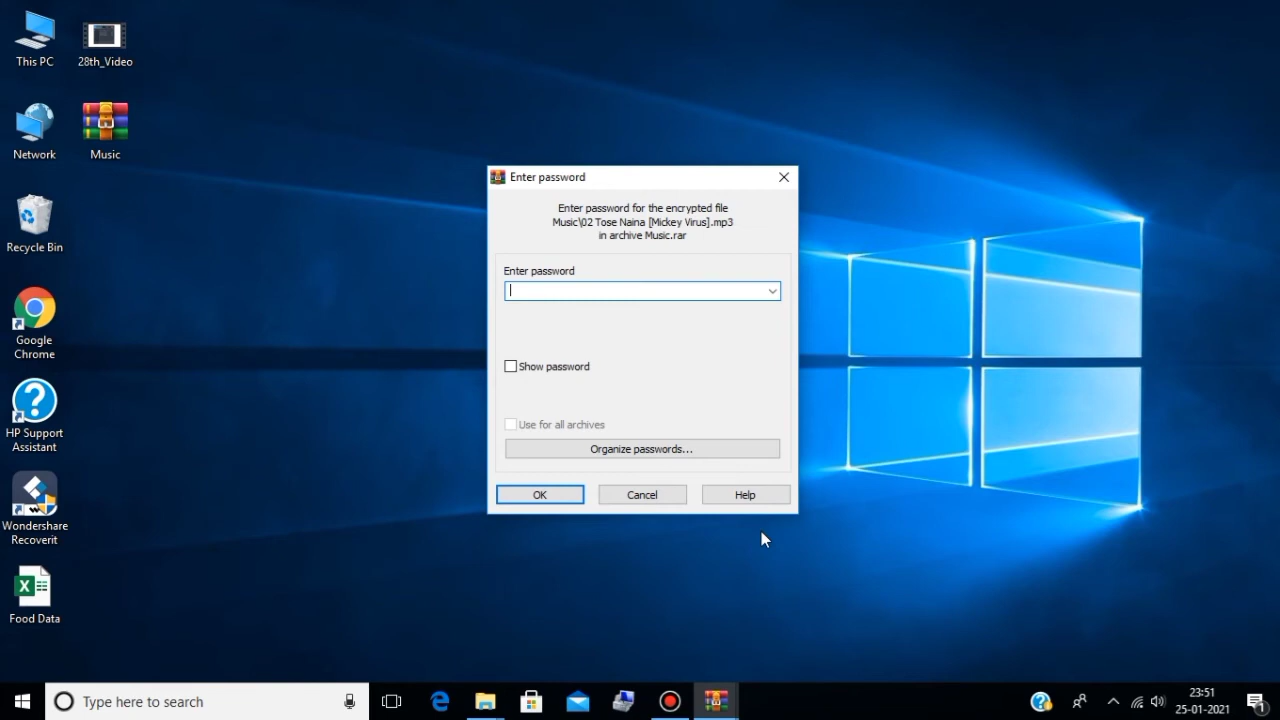 This PC
28th_Video
Network
Music
Recycle Bin
Google
Chrome
HP Support
Assistant
Wondershare
Recoverit
Food Data
Enter password
Enter password for the encrypted file
Music\02 Tose Naina [Mickey Virus].mp3
in archive Music.rar
Enter password
Show password
Use for all archives
Organize passwords...
OK
Cancel
Help
Type here to search
23:51
25-01-2021
1